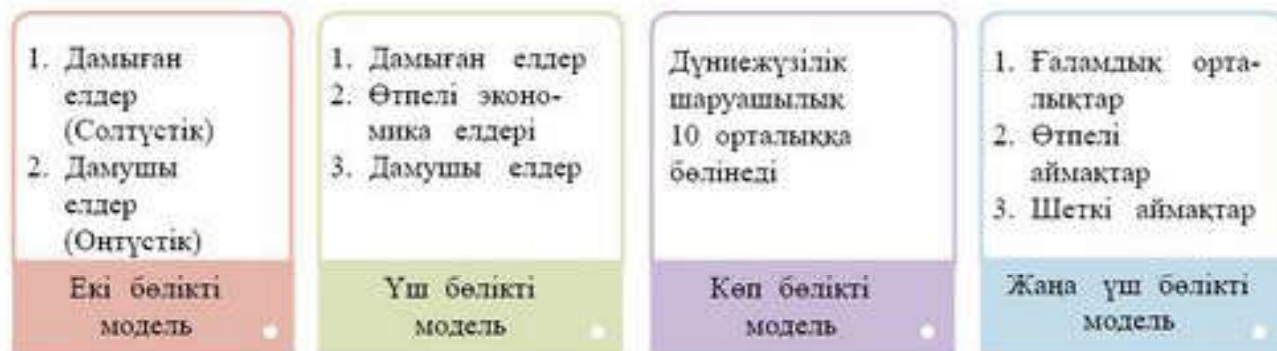 1. Дамыған
елдер
(Солтүстік)
2. Дамушы
елдер
(Оңтүстік)
Екі бөлікті
модель
1. Дамыған елдер
2. Өтпелі эконо-
мика елдері
3. Дамушы елдер
Үш бөлікті
модель
Дүниежүзілік
шаруашылық
10 орталыққа
бөлінеді
Көп бөлікті
модель
1. Ғаламдық орта-
лықтар
2. Өтпелі
аймақтар
3. Шеткі аймақтар
Жаңа үш бөлікті
модель